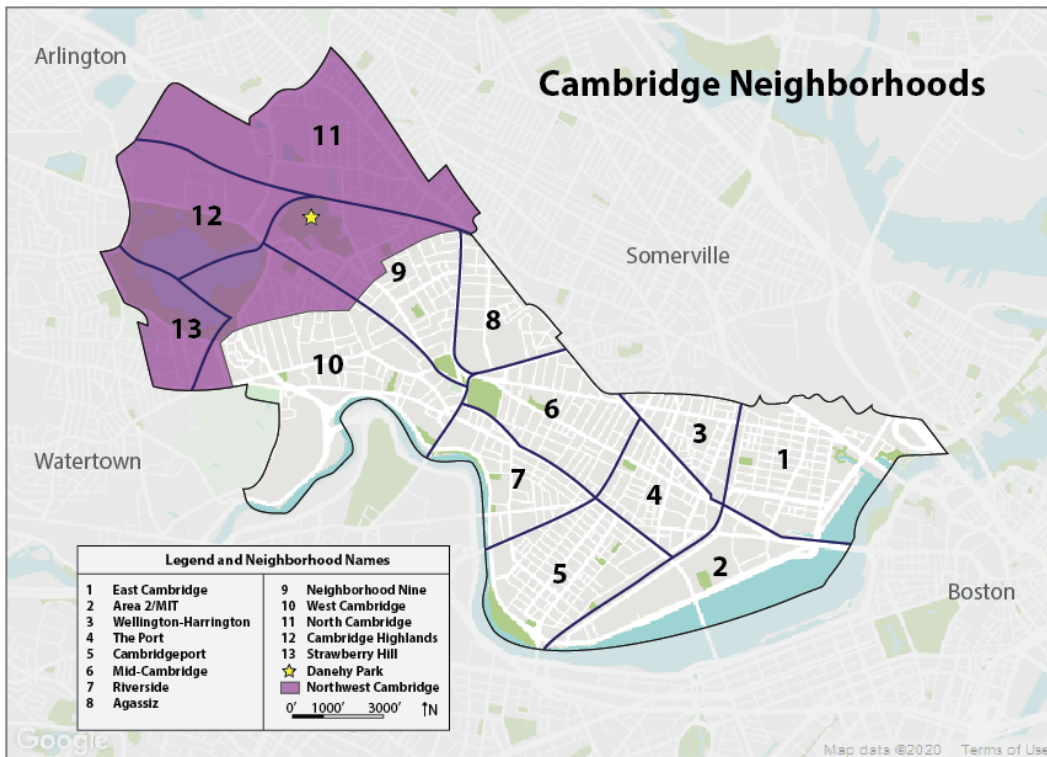 Arlington
Cambridge Neighborhoods
11
12
Somerville
9
8
13
10
6
3
1
Watertown
7
4
2
5
Boston
Legend and Neighborhood Names
1 East Cambridge
2 Area 2/MIT
3 Wellington-Harrington
4 The Port
5 Cambridgeport
6 Mid-Cambridge
7 Riverside
8 Agassiz
9 Neighborhood Nine
10 West Cambridge
11 North Cambridge
12 Cambridge Highlands
13 Strawberry Hill
Danehy Park
Northwest Cambridge
0' 1000' 3000' ↑N
Google
Map data ©2020 Terms of Use